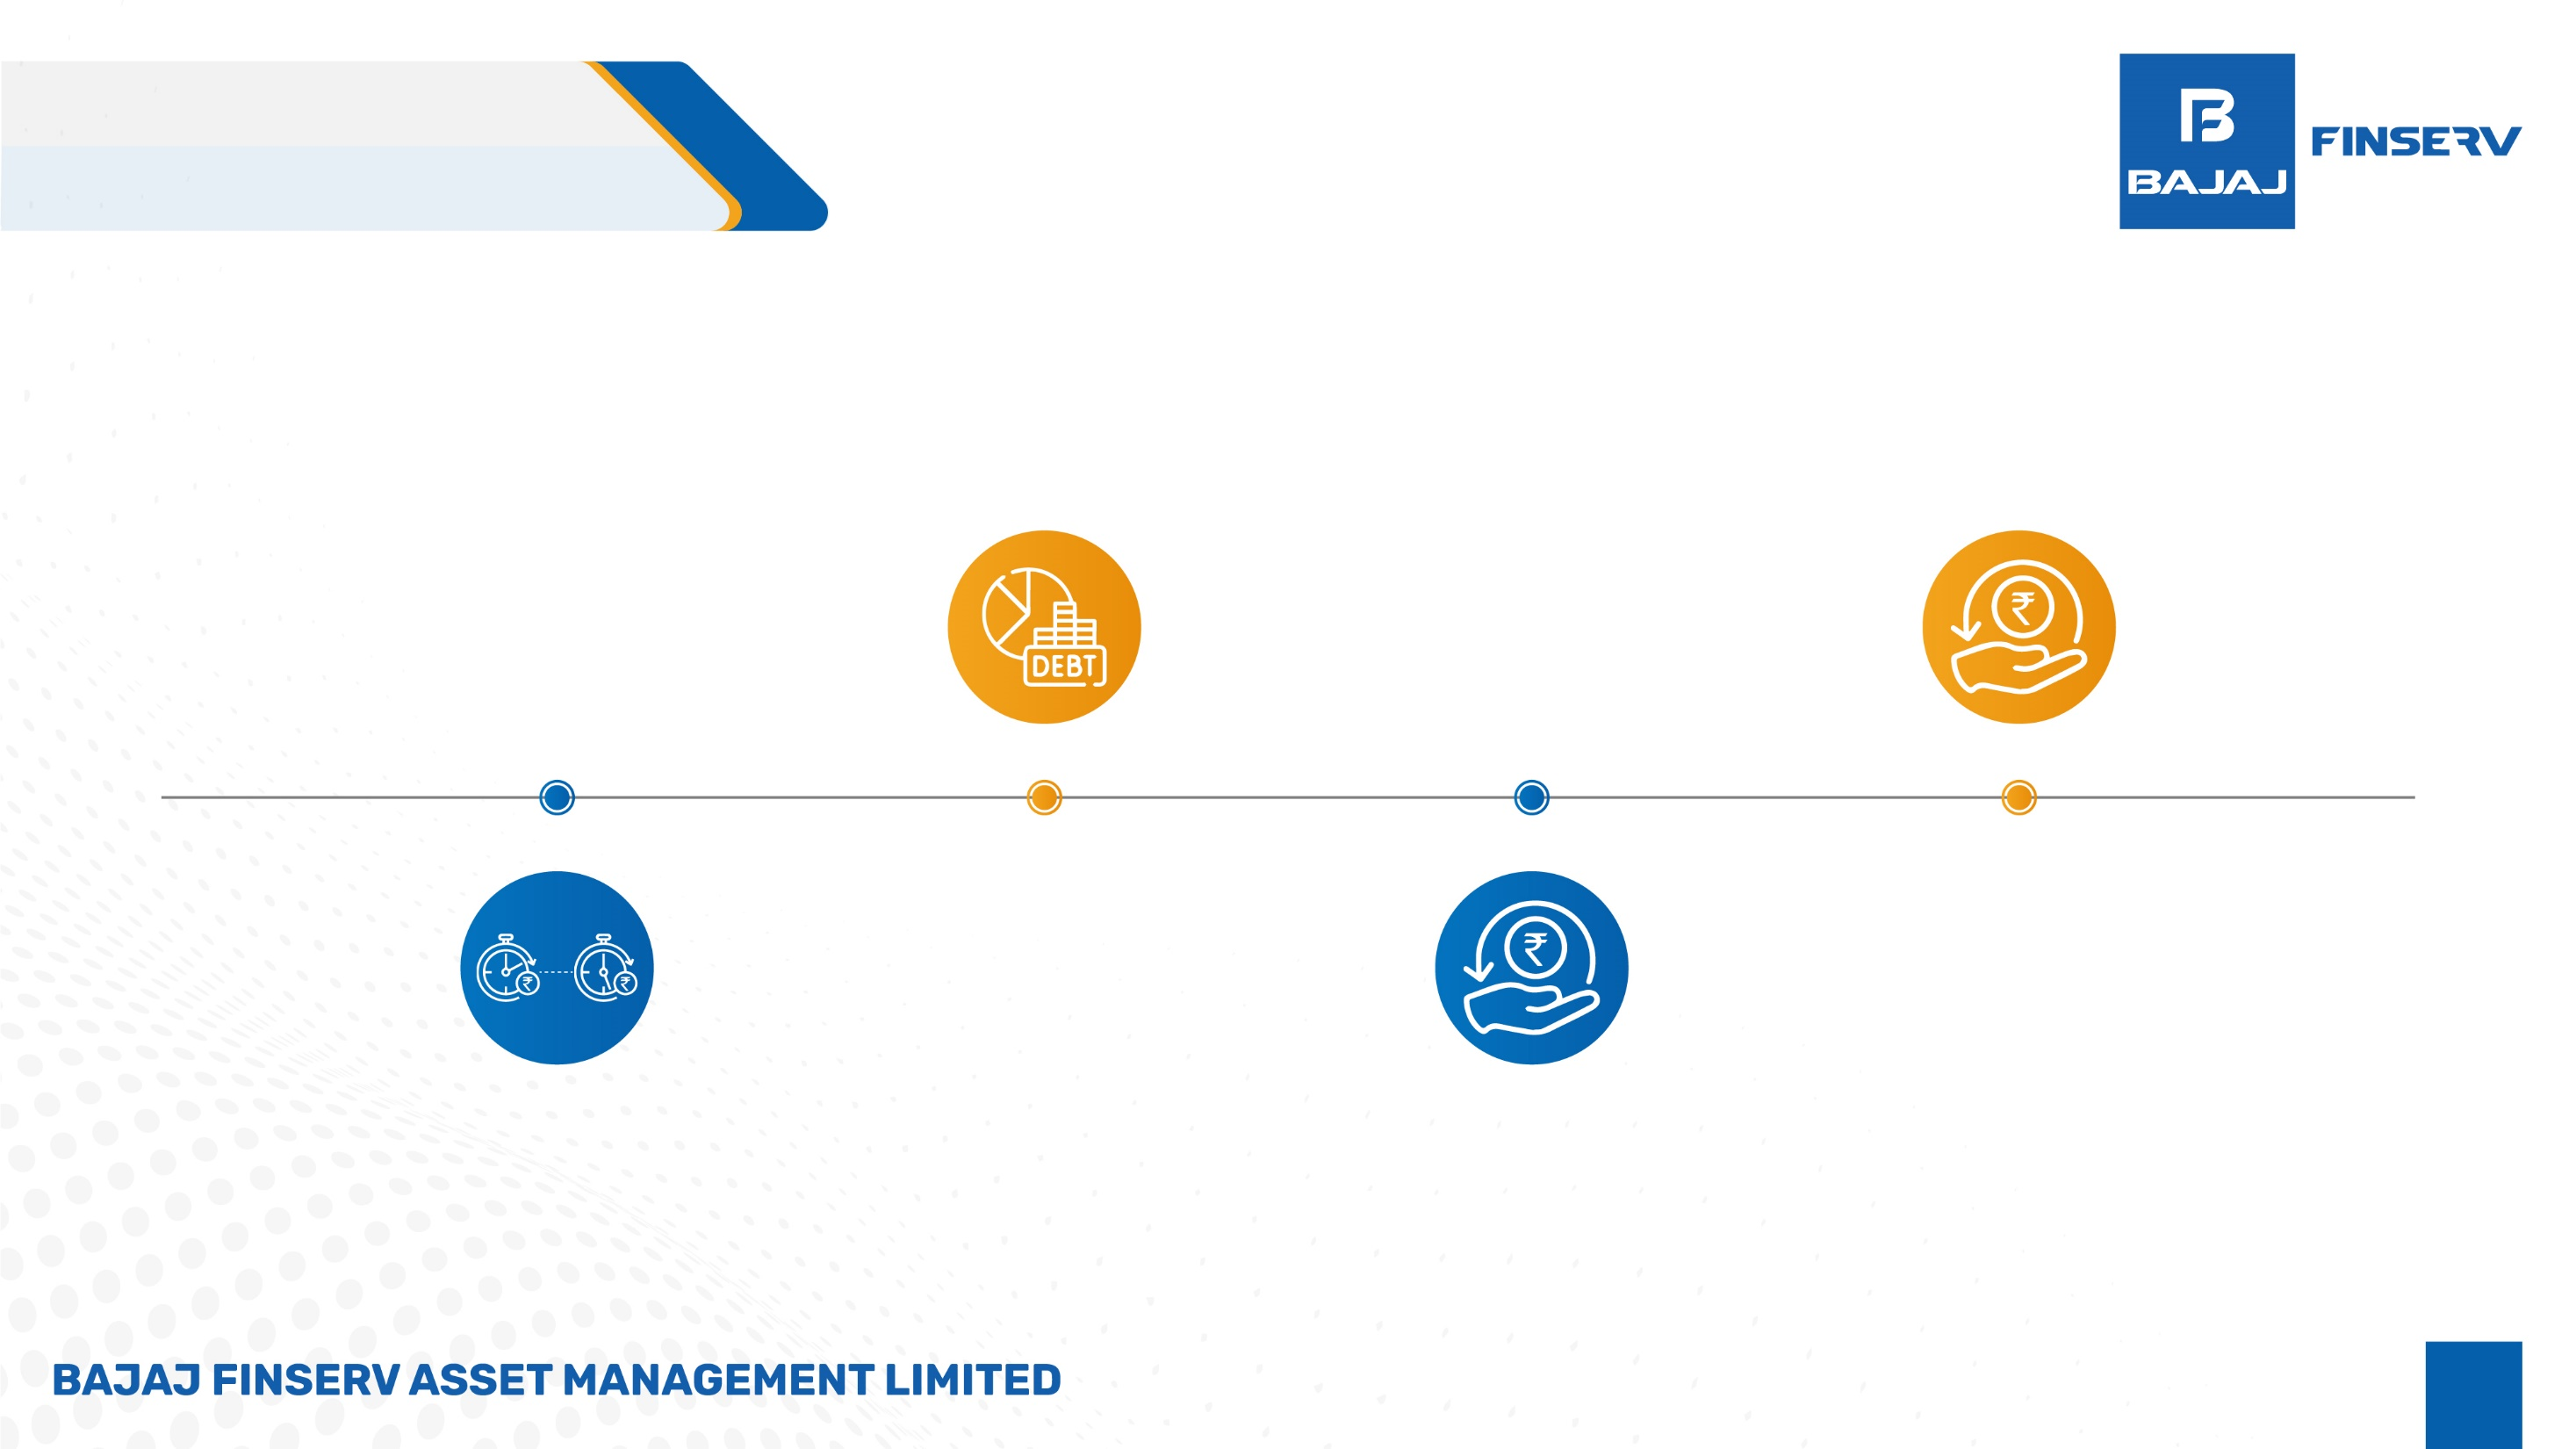 BAJAJ
FINSERV
DEBT
₹
₹
₹ ₹
₹
BAJAJ FINSERV ASSET MANAGEMENT LIMITED